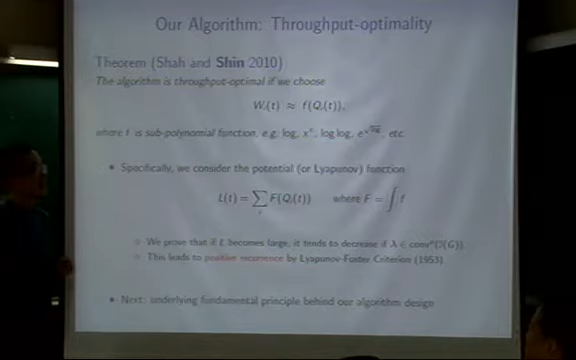 Our Algorithm: Throughput-optimality
Theorem (Shah and Shin 2010)
The algorithm is throughput-optimal if we choose
Wᵢ(t) ≈ f(Qᵢ(t)),
where f is sub-polynomial function, e.g. log, xᵉ, log log, e^√log, etc.
• Specifically, we consider the potential (or Lyapunov) function
L(t) = ∑ᵢ F(Qᵢ(t)) where F = ∫ f
We prove that if L becomes large, it tends to decrease if λ ∈ convᵒ(I(G)).
This leads to positive recurrence by Lyapunov-Foster Criterion (1953)
• Next: underlying fundamental principle behind our algorithm design